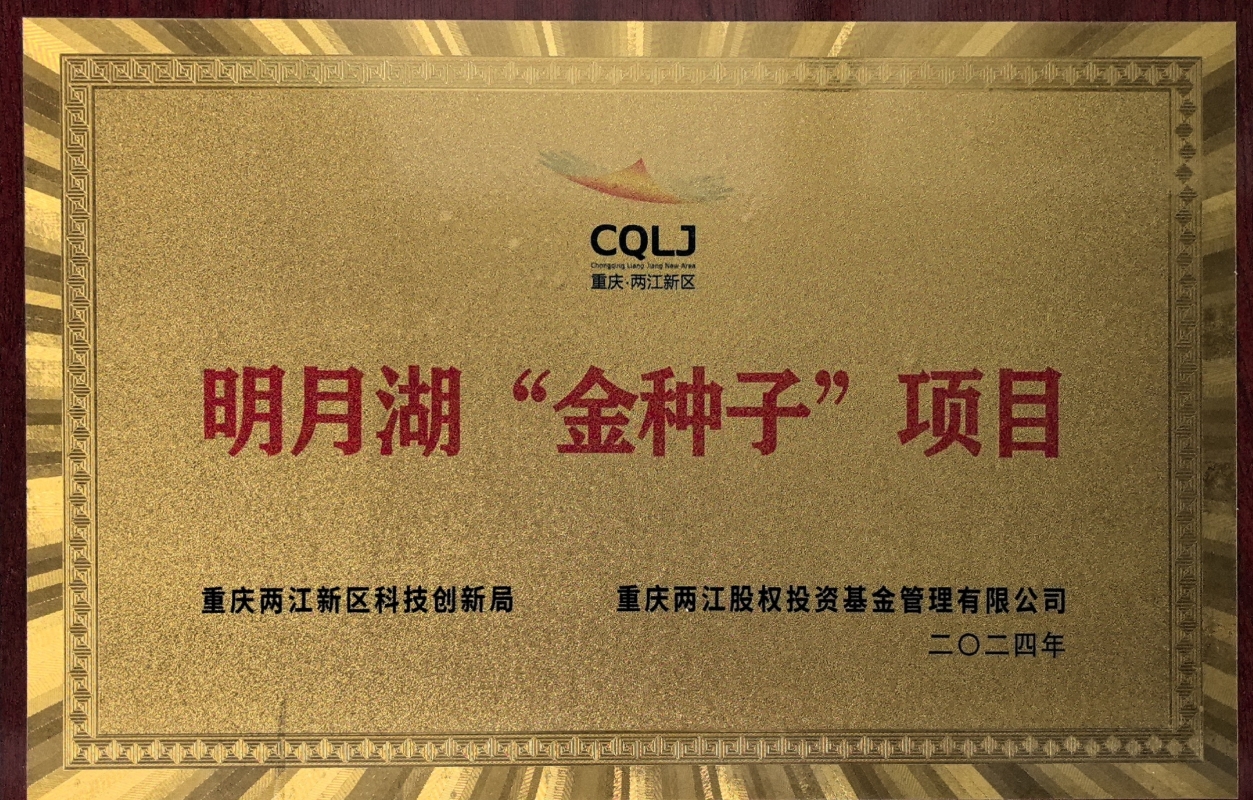 CQLJ
Chongqing Liang Jiang New Area
重庆·两江新区
明月湖“金种子”项目
重庆两江新区科技创新局 重庆两江股权投资基金管理有限公司
二〇二四年